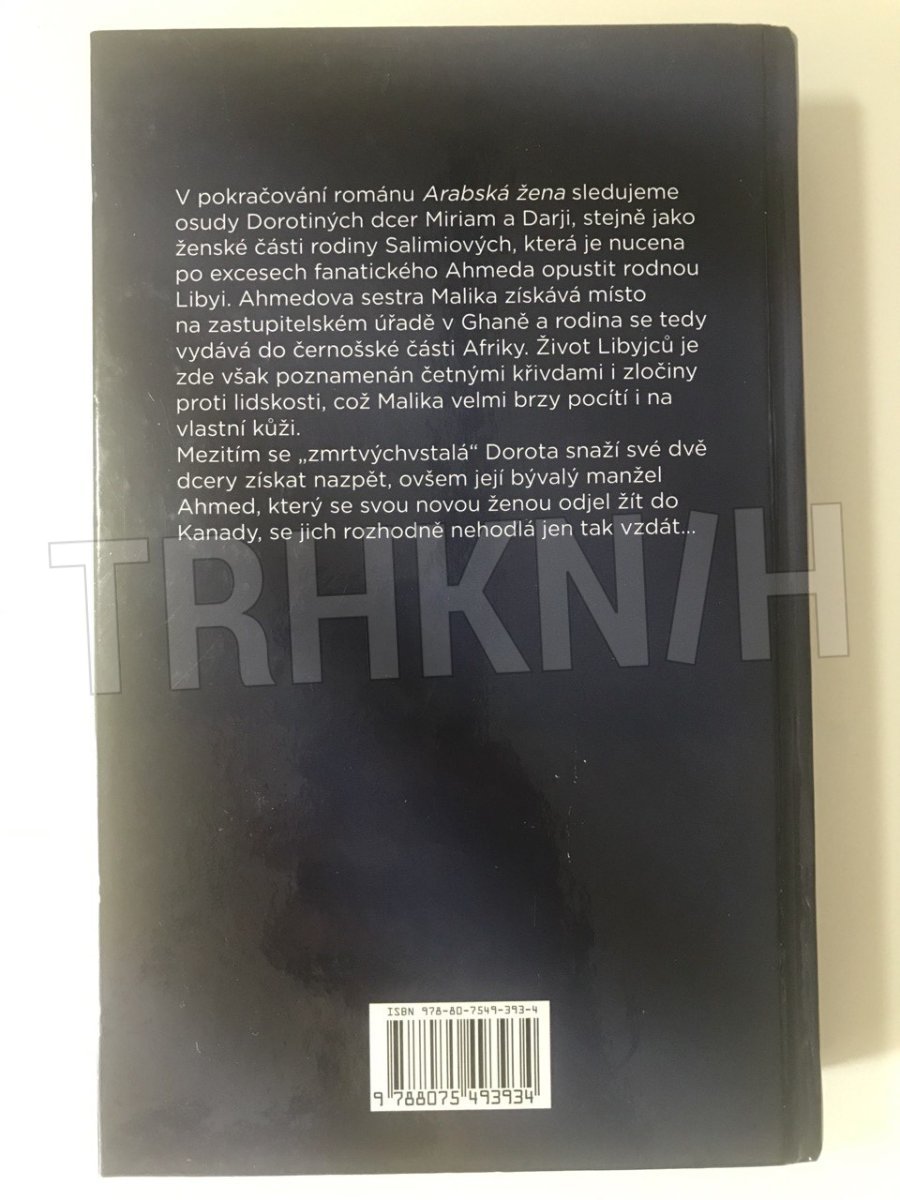 V pokračování románu Arabská žena sledujeme
osudy Dorotiných dcer Miriam a Darji, stejně jako
ženské části rodiny Salimiových, která je nucena
po excesech fanatického Ahmeda opustit rodnou
Libyi. Ahmedova sestra Malika získává místo
na zastupitelském úřadě v Ghaně a rodina se tedy
vydává do černošské části Afriky. Život Libyjců je
zde však poznamenán četnými křivdami i zločiny
proti lidskosti, což Malika velmi brzy pocítí i na
vlastní kůži.
Mezitím se „zmrtvýchvstalá“ Dorota snaží své dvě
dcery získat nazpět, ovšem její bývalý manžel
Ahmed, který se svou novou ženou odjel žít do
Kanady, se jich rozhodně nehodlá jen tak vzdát...
TRHKNIH
ISBN 978-80-7549-393-4
9 788075 493934